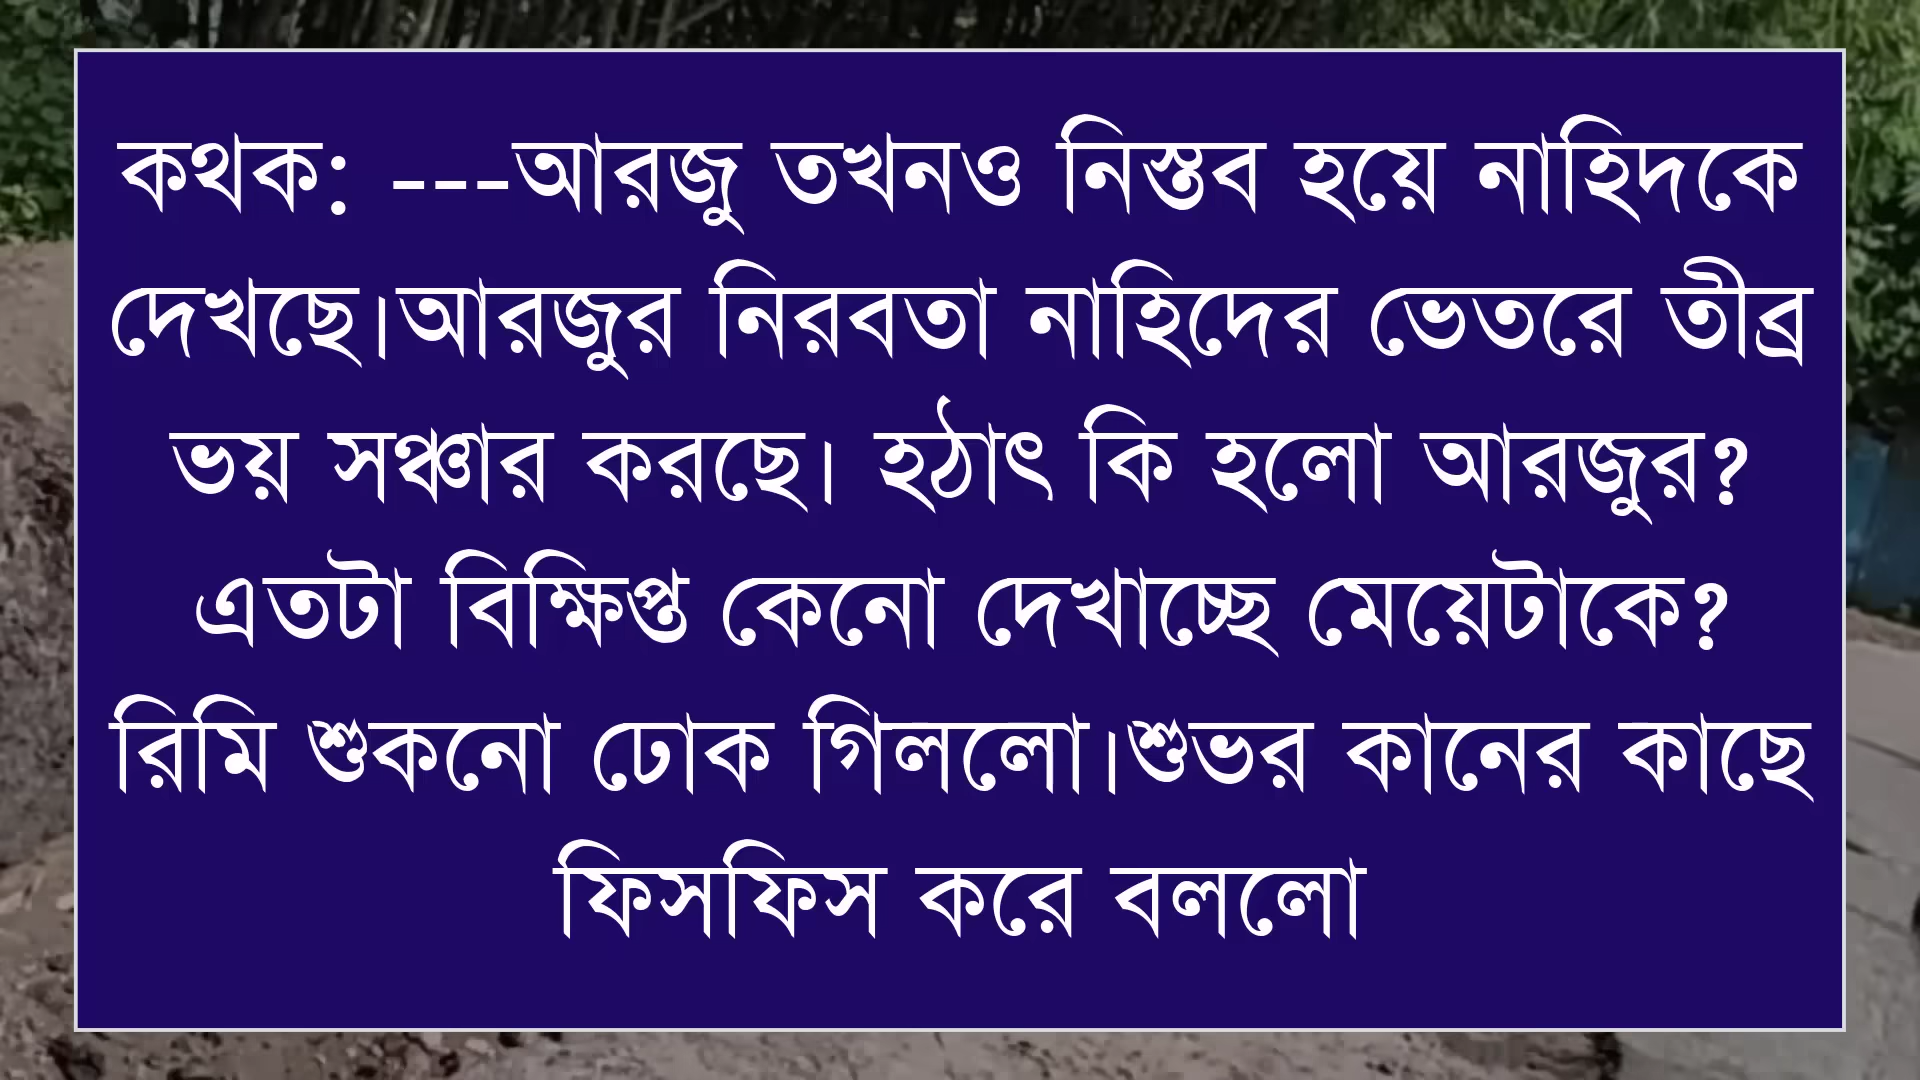 কথক: ---আরজু তখনও নিস্তব হয়ে নাহিদকে
দেখছে।আরজুর নিরবতা নাহিদের ভেতরে তীব্র
ভয় সঞ্চার করছে। হঠাৎ কি হলো আরজুর?
এতটা বিক্ষিপ্ত কেনো দেখাচ্ছে মেয়েটাকে?
রিমি শুকনো ঢোক গিললো।শুভর কানের কাছে
ফিসফিস করে বললো